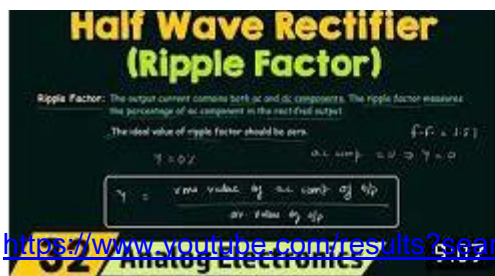 Half Wave Rectifier
(Ripple Factor)
Ripple Factor: The output current contains both ac and dc components. The ripple factor measures
the percentage of ac component in the rectified output.
The ideal value of ripple factor should be zero.
F.F. = 1.57
γ = 0%
ac comp = 0 ⇒ γ = 0
γ = rms value of ac comp of o/p
value of o/p
https://www.youtube.com/results?sear
32 Analog Electronics 9:07